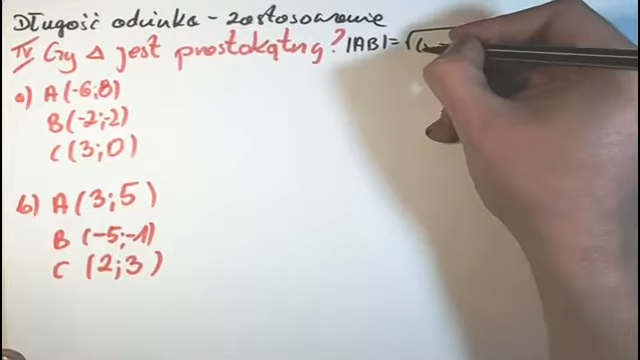 Długość odcinka - zastosowanie
IV Czy △ jest prostokątny? |AB| = √(
a) A(-6;8)
B(-2;-2)
C(3;0)
b) A(3;5)
B(-5;-1)
C(2;3)